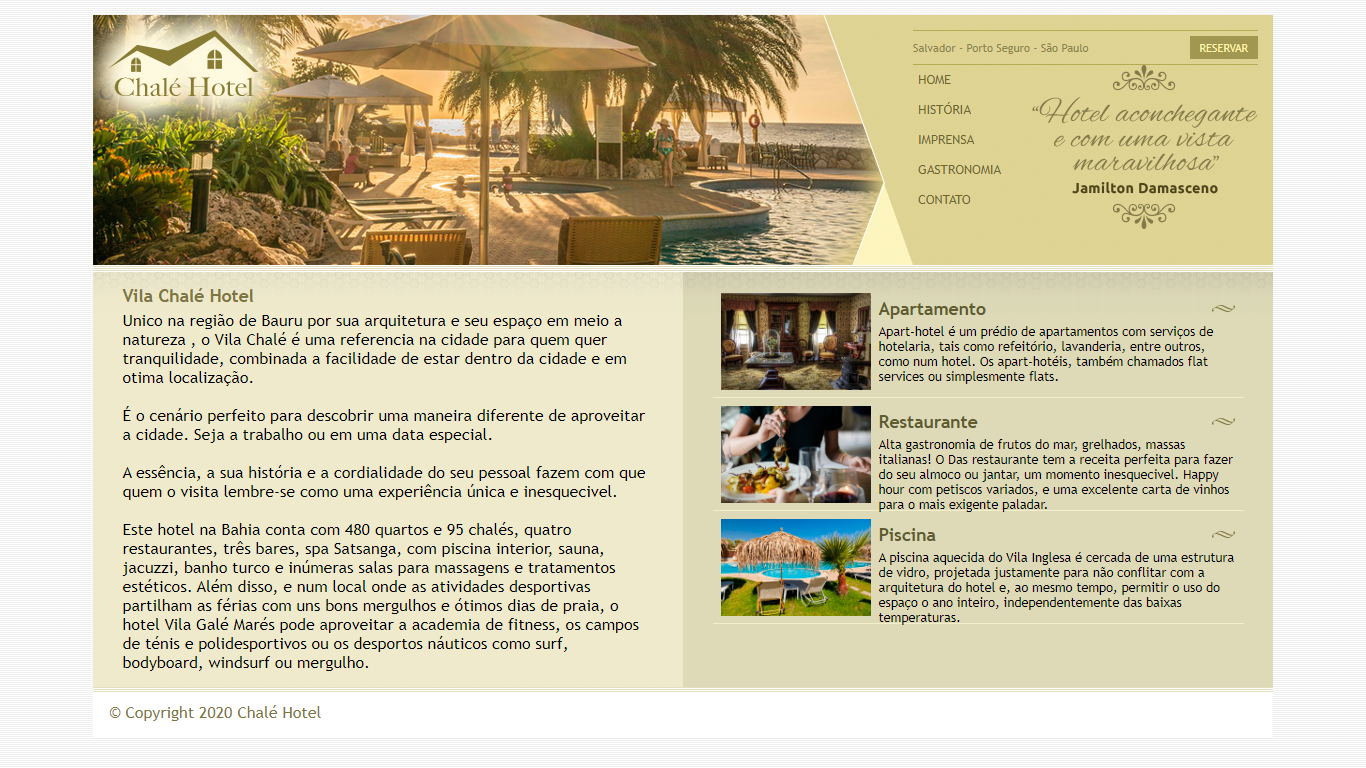 Chalé Hotel
Salvador - Porto Seguro - São Paulo
RESERVAR
HOME
HISTÓRIA
IMPRENSA
GASTRONOMIA
CONTATO
“Hotel aconchegante
e com uma vista
maravilhosa”
Jamilton Damasceno
Vila Chalé Hotel
Unico na região de Bauru por sua arquitetura e seu espaço em meio a
natureza , o Vila Chalé é uma referencia na cidade para quem quer
tranquilidade, combinada a facilidade de estar dentro da cidade e em
otima localização.
É o cenário perfeito para descobrir uma maneira diferente de aproveitar
a cidade. Seja a trabalho ou em uma data especial.
A essência, a sua história e a cordialidade do seu pessoal fazem com que
quem o visita lembre-se como uma experiência única e inesquecivel.
Este hotel na Bahia conta com 480 quartos e 95 chalés, quatro
restaurantes, três bares, spa Satsanga, com piscina interior, sauna,
jacuzzi, banho turco e inúmeras salas para massagens e tratamentos
estéticos. Além disso, e num local onde as atividades desportivas
partilham as férias com uns bons mergulhos e ótimos dias de praia, o
hotel Vila Galé Marés pode aproveitar a academia de fitness, os campos
de ténis e polidesportivos ou os desportos náuticos como surf,
bodyboard, windsurf ou mergulho.
Apartamento
Apart-hotel é um prédio de apartamentos com serviços de
hotelaria, tais como refeitório, lavanderia, entre outros,
como num hotel. Os apart-hotéis, também chamados flat
services ou simplesmente flats.
Restaurante
Alta gastronomia de frutos do mar, grelhados, massas
italianas! O Das restaurante tem a receita perfeita para fazer
do seu almoco ou jantar, um momento inesquecivel. Happy
hour com petiscos variados, e uma excelente carta de vinhos
para o mais exigente paladar.
Piscina
A piscina aquecida do Vila Inglesa é cercada de uma estrutura
de vidro, projetada justamente para não conflitar com a
arquitetura do hotel e, ao mesmo tempo, permitir o uso do
espaço o ano inteiro, independentemente das baixas
temperaturas.
© Copyright 2020 Chalé Hotel